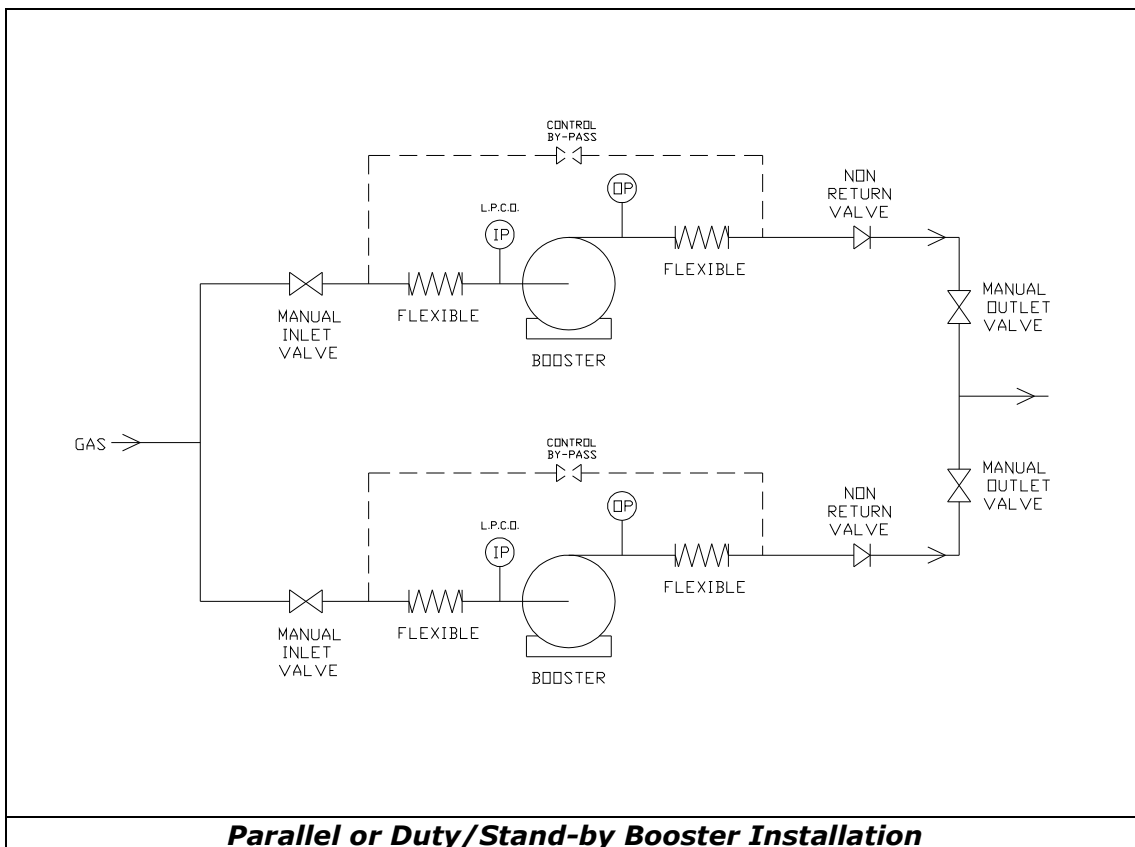 CONTROL
BY-PASS
NON
RETURN
VALVE
OP
L.P.C.O.
IP
FLEXIBLE
MANUAL
OUTLET
VALVE
MANUAL
INLET
VALVE
FLEXIBLE
BOOSTER
GAS
CONTROL
BY-PASS
MANUAL
OUTLET
VALVE
NON
RETURN
VALVE
OP
L.P.C.O.
IP
FLEXIBLE
MANUAL
INLET
VALVE
FLEXIBLE
BOOSTER
Parallel or Duty/Stand-by Booster Installation